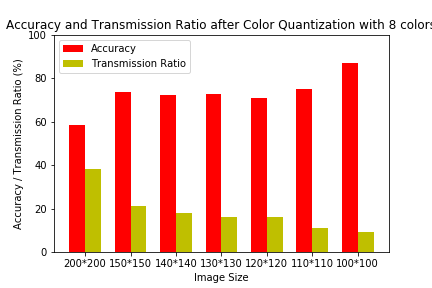 Accuracy and Transmission Ratio after Color Quantization with 8 colors
100
80
60
40
20
0
Accuracy / Transmission Ratio (%)
Accuracy
Transmission Ratio
200*200 150*150 140*140 130*130 120*120 110*110 100*100
Image Size